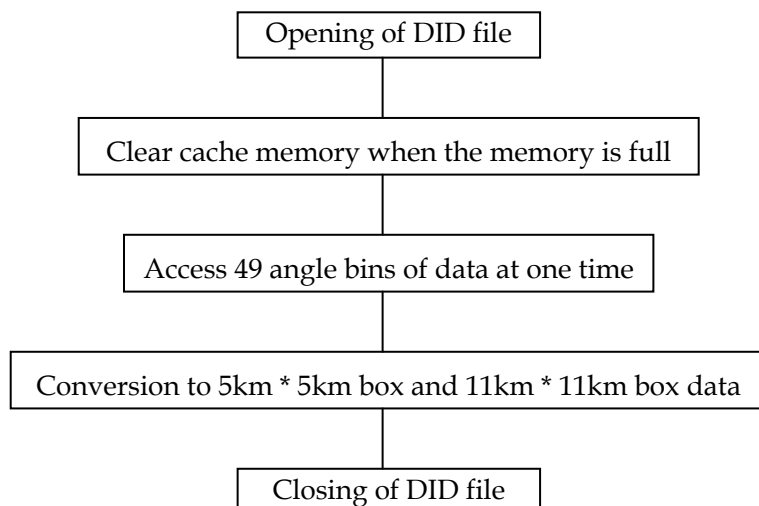 Opening of DID file
Clear cache memory when the memory is full
Access 49 angle bins of data at one time
Conversion to 5km * 5km box and 11km * 11km box data
Closing of DID file